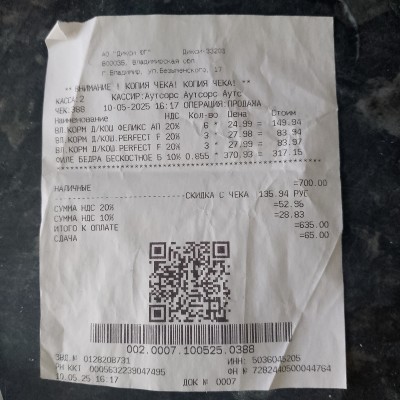 АО "Дикси Юг" Дикси-33209
600036, Владимирская обл
г. Владимир, ул. Безыменского, 17
** ВНИМАНИЕ ! КОПИЯ ЧЕКА! КОПИЯ ЧЕКА! **
КАССА:2 КАССИР:Аутсорс Аутсорс Аутс
ЧЕК:388 10-05-2025 16:17 ОПЕРАЦИЯ:ПРОДАЖА
Наименование НДС Кол-во Цена Стоим
ВЛ.КОРМ Д/КОШ ФЕЛИКС АП 20% 6 * 24.99 = 149.94
ВЛ.КОРМ Д/КОШ PERFECT F 20% 3 * 27.98 = 83.94
ВЛ.КОРМ Д/КОШ PERFECT F 20% 3 * 27.99 = 83.97
ФИЛЕ БЕДРА БЕСКОСТНОЕ Б 10% 0.855 * 370.93 = 317.15
НАЛИЧНЫЕ =700.00
СКИДКА С ЧЕКА 135.94 РУС
СУММА НДС 20% =52.96
СУММА НДС 10% =28.83
ИТОГО К ОПЛАТЕ =635.00
СДАЧА =65.00
002.0007.100525.0388
ЗВД № 0128208731 ИНН: 5036045205
РН ККТ 0005632239047495 ФН № 7282440500044764
10.05.25 16:17 ДОК № 0007